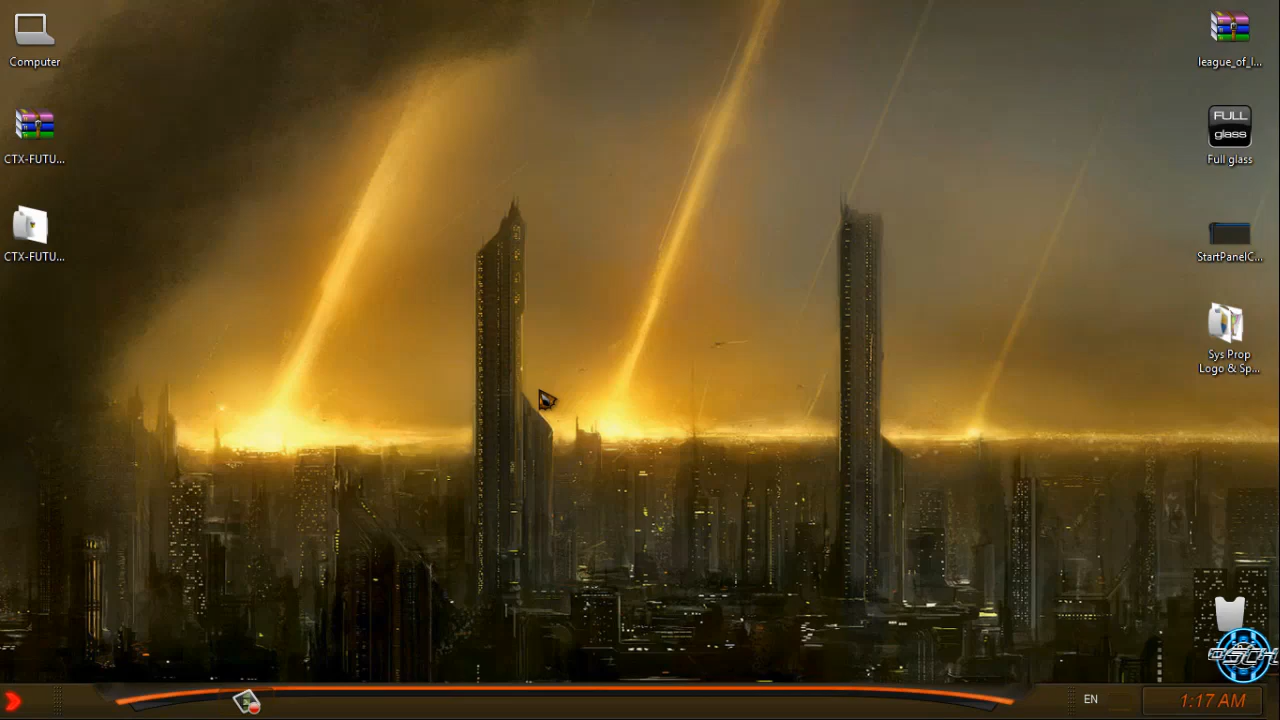 Computer
CTX-FUTU...
CTX-FUTU...
league_of_l...
FULL
glass
Full glass
StartPanelC...
Sys Prop
Logo & Sp...
EN
1:17 AM